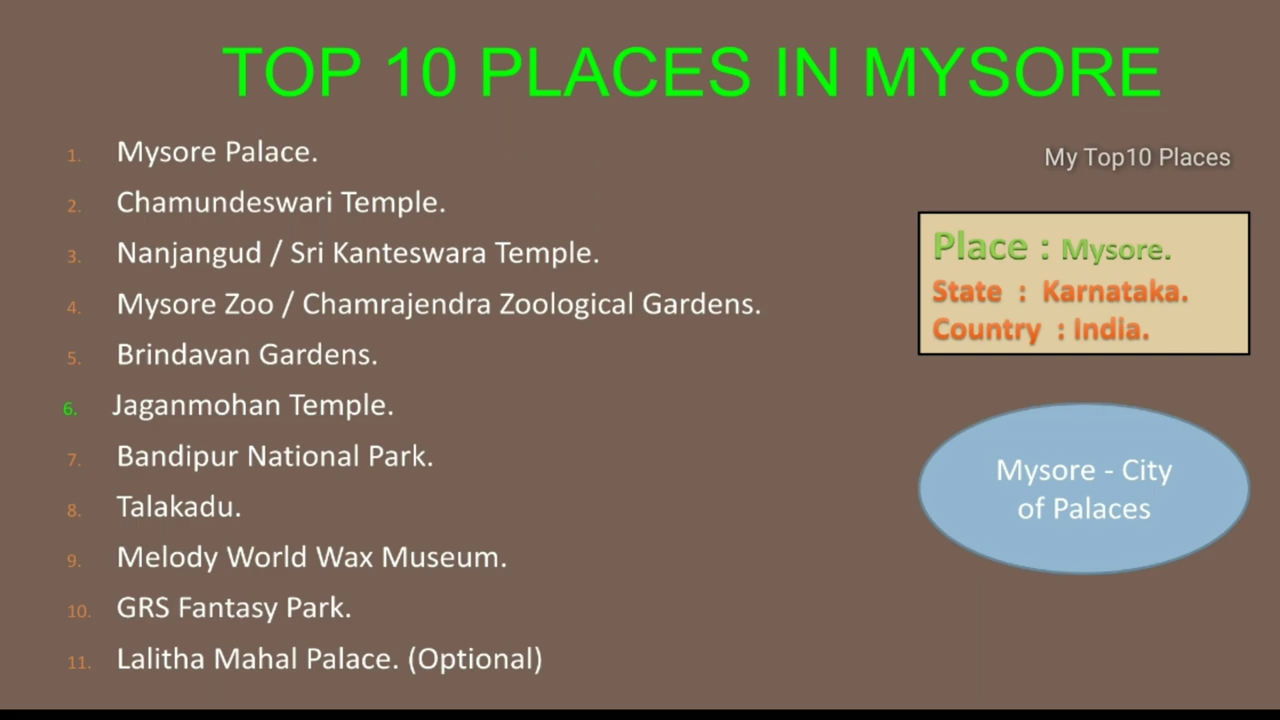 TOP 10 PLACES IN MYSORE
1. Mysore Palace.
2. Chamundeswari Temple.
3. Nanjangud / Sri Kanteswara Temple.
4. Mysore Zoo / Chamrajendra Zoological Gardens.
5. Brindavan Gardens.
6. Jaganmohan Temple.
7. Bandipur National Park.
8. Talakadu.
9. Melody World Wax Museum.
10. GRS Fantasy Park.
11. Lalitha Mahal Palace. (Optional)
My Top10 Places
Place : Mysore.
State : Karnataka.
Country : India.
Mysore - City
of Palaces